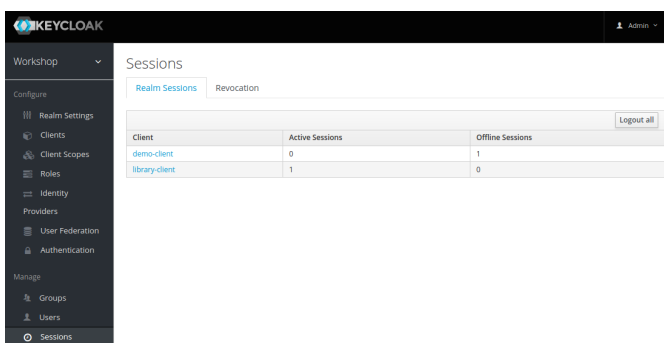 KEYCLOAK
Admin
Workshop
Configure
Realm Settings
Clients
Client Scopes
Roles
Identity
Providers
User Federation
Authentication
Manage
Groups
Users
Sessions
Sessions
Realm Sessions Revocation
Logout all
Client Active Sessions Offline Sessions
demo-client 0 1
library-client 1 0